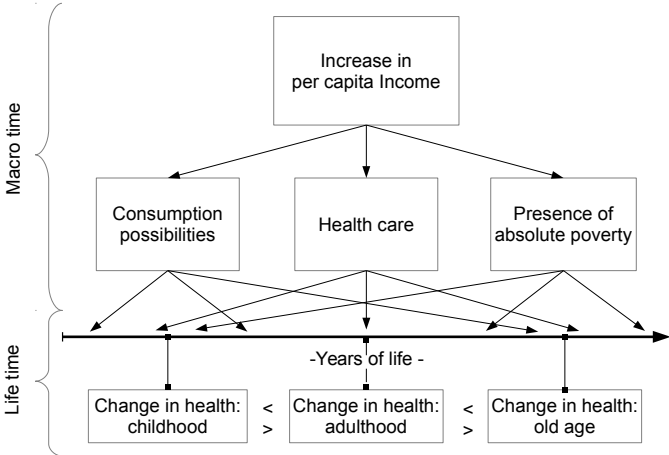 Increase in
per capita Income
Macro time
Consumption
possibilities
Health care
Presence of
absolute poverty
Life time
-Years of life -
Change in health:
childhood
<
>
Change in health:
adulthood
<
>
Change in health:
old age